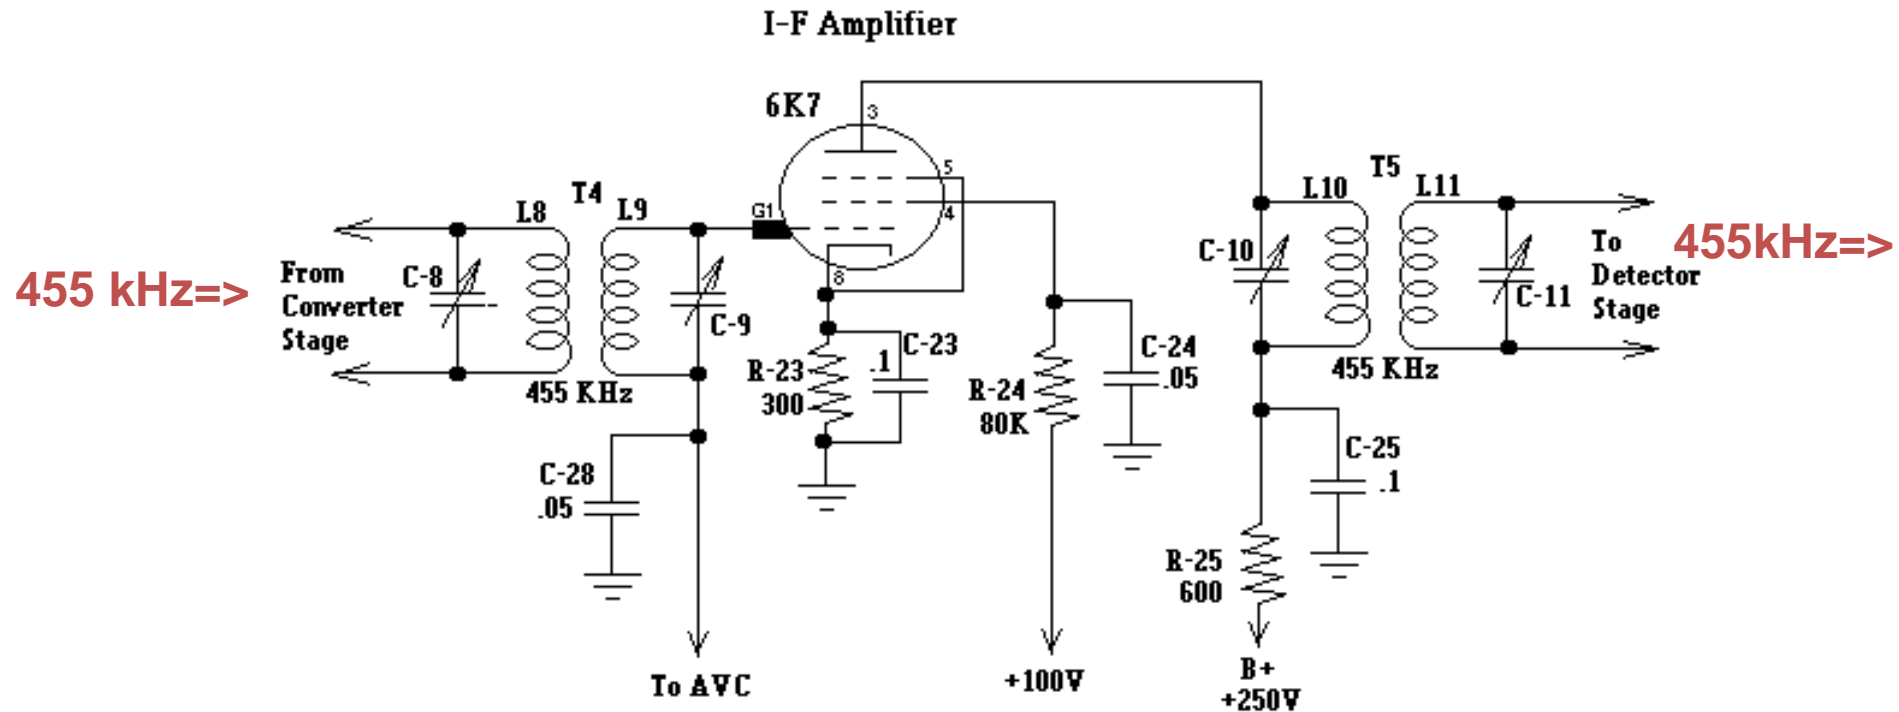 I-F Amplifier
6K7
3
5
4
G1
8
T4
L8
L9
T5
L10
L11
455 kHz=>
From
Converter
Stage
C-8
C-9
455 KHz
C-28
.05
To AVC
R-23
300
C-23
.1
R-24
80K
C-24
.05
+100V
C-10
C-11
455 KHz
To
Detector
Stage
455kHz=>
C-25
.1
R-25
600
B+
+250V